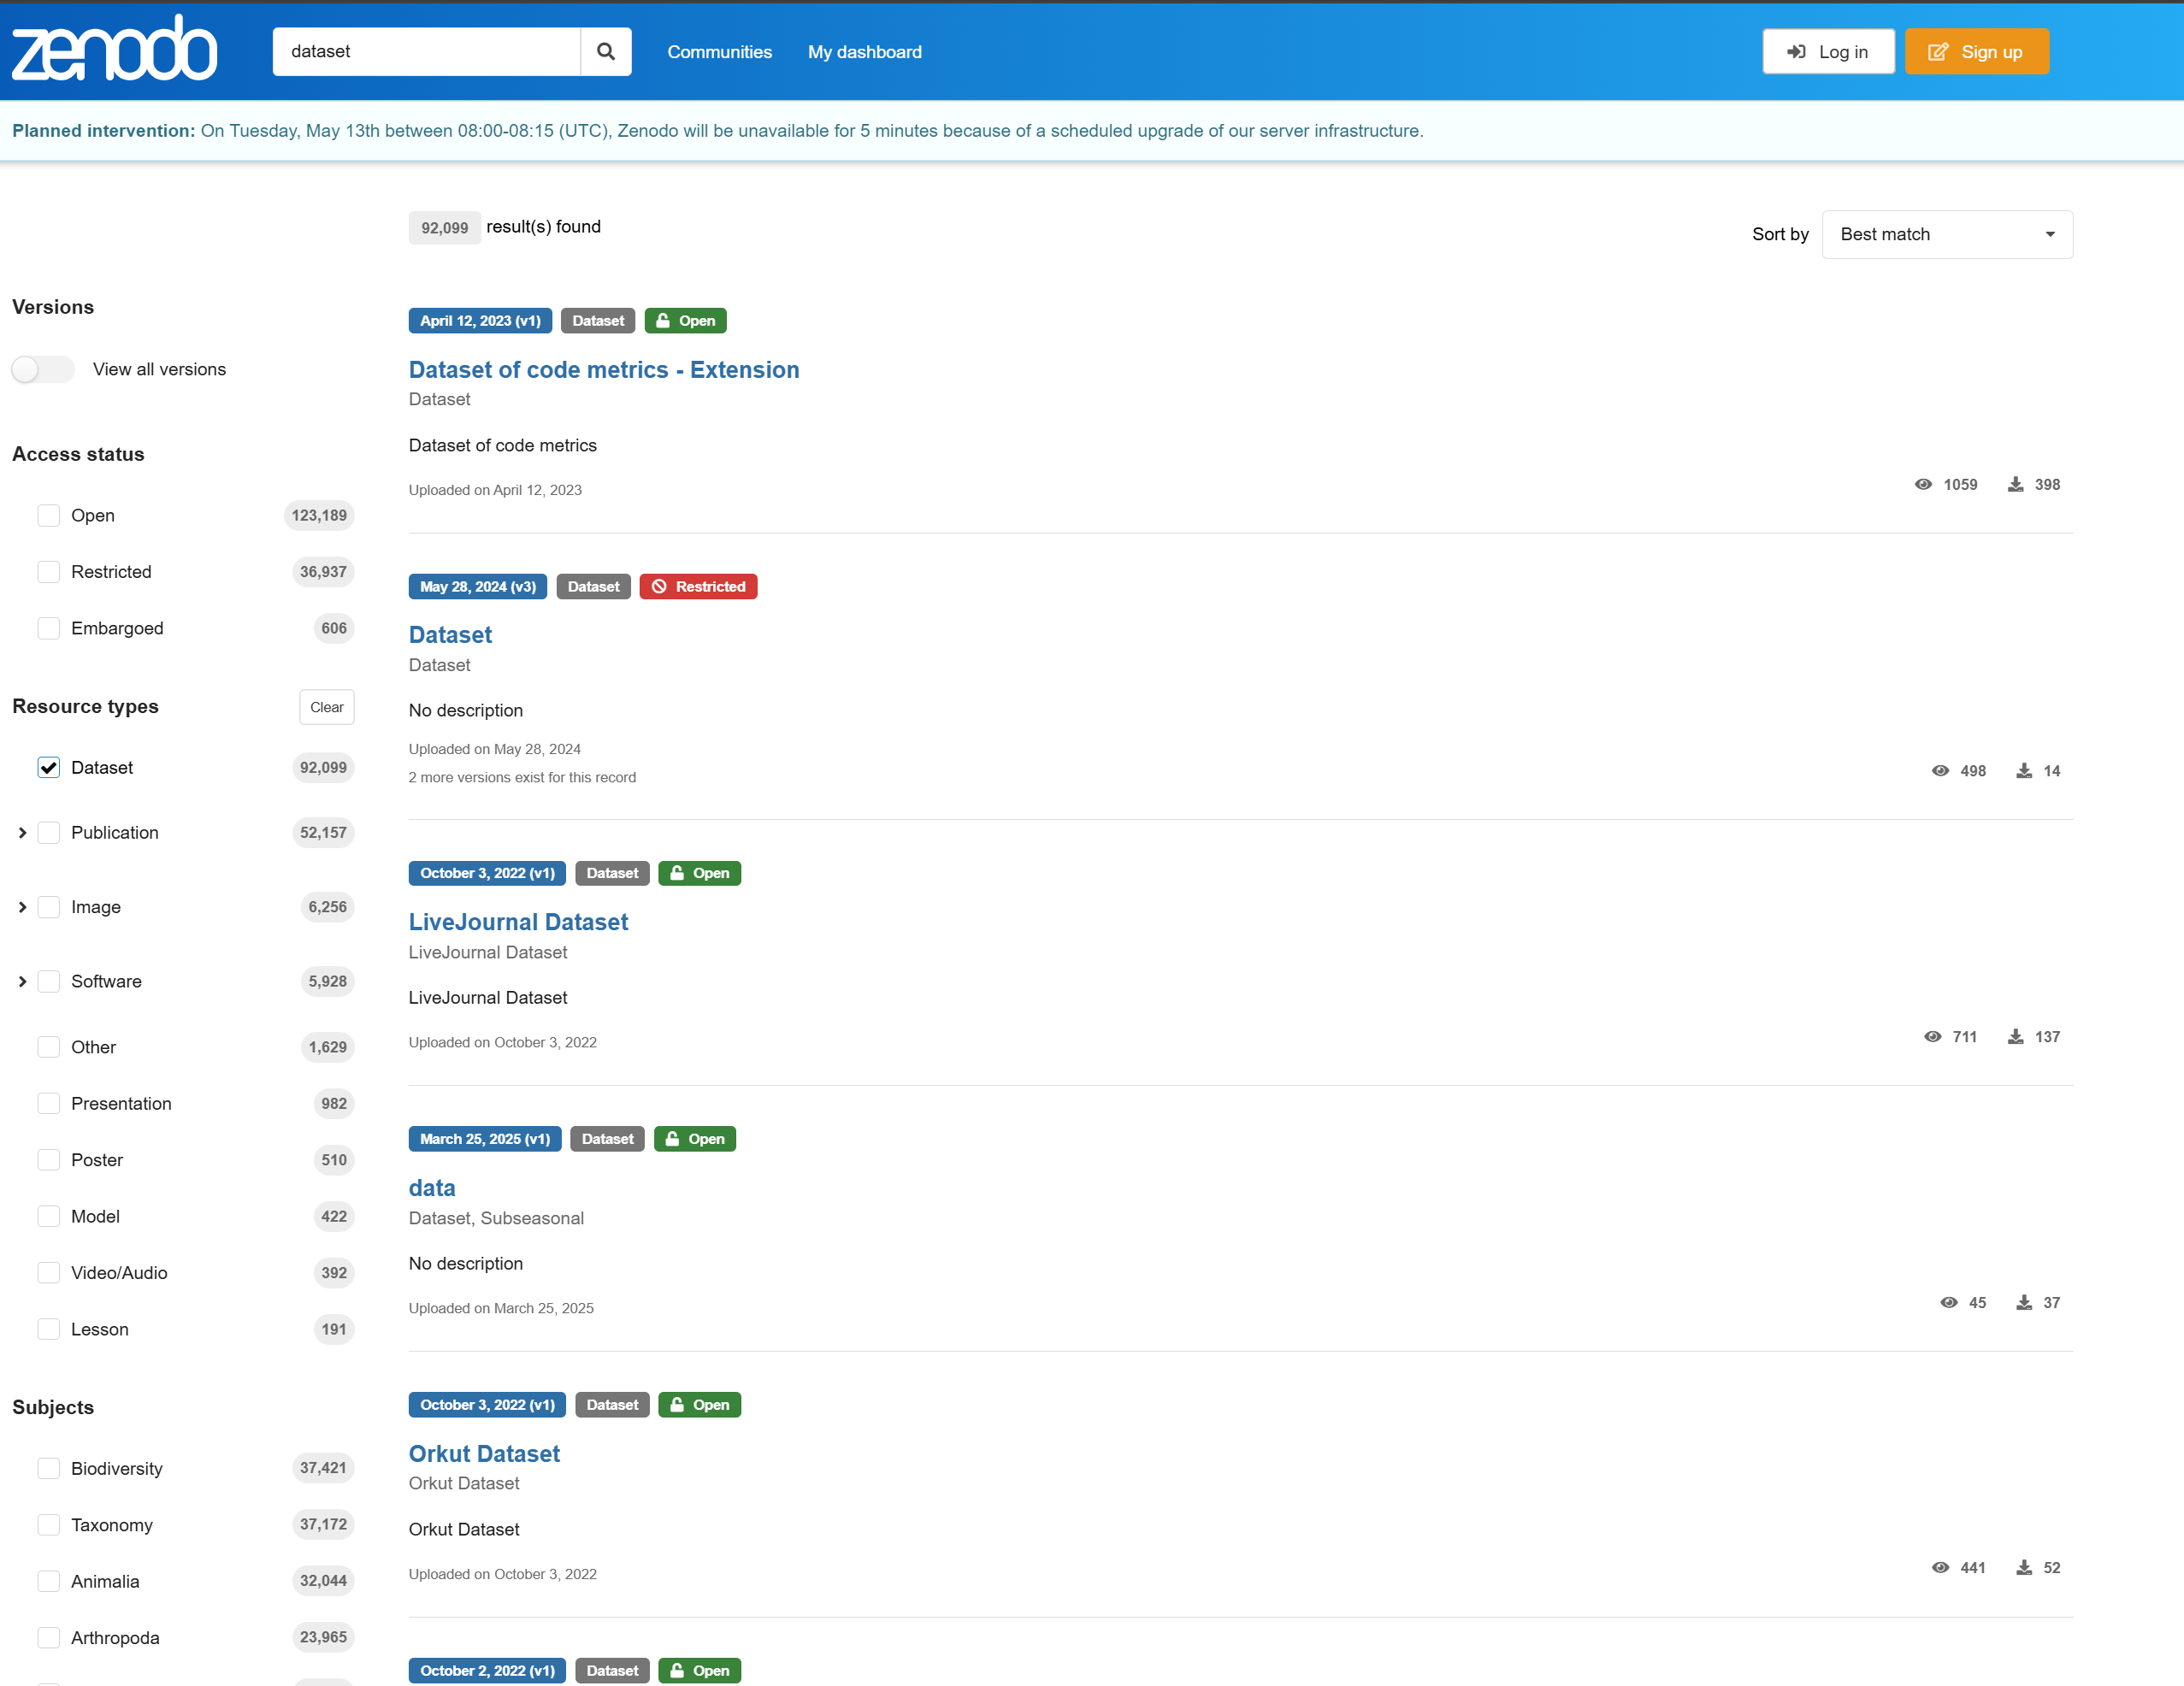 zenodo
dataset
Communities
My dashboard
Log in
Sign up
Planned intervention: On Tuesday, May 13th between 08:00-08:15 (UTC), Zenodo will be unavailable for 5 minutes because of a scheduled upgrade of our server infrastructure.
92,099 result(s) found
Sort by
Best match
Versions
View all versions
Access status
Open 123,189
Restricted 36,937
Embargoed 606
Resource types
Clear
Dataset 92,099
Publication 52,157
Image 6,256
Software 5,928
Other 1,629
Presentation 982
Poster 510
Model 422
Video/Audio 392
Lesson 191
Subjects
Biodiversity 37,421
Taxonomy 37,172
Animalia 32,044
Arthropoda 23,965
April 12, 2023 (v1) Dataset Open
Dataset of code metrics - Extension
Dataset
Dataset of code metrics
Uploaded on April 12, 2023
1059 398
May 28, 2024 (v3) Dataset Restricted
Dataset
Dataset
No description
Uploaded on May 28, 2024
2 more versions exist for this record
498 14
October 3, 2022 (v1) Dataset Open
LiveJournal Dataset
LiveJournal Dataset
LiveJournal Dataset
Uploaded on October 3, 2022
711 137
March 25, 2025 (v1) Dataset Open
data
Dataset, Subseasonal
No description
Uploaded on March 25, 2025
45 37
October 3, 2022 (v1) Dataset Open
Orkut Dataset
Orkut Dataset
Orkut Dataset
Uploaded on October 3, 2022
441 52
October 2, 2022 (v1) Dataset Open